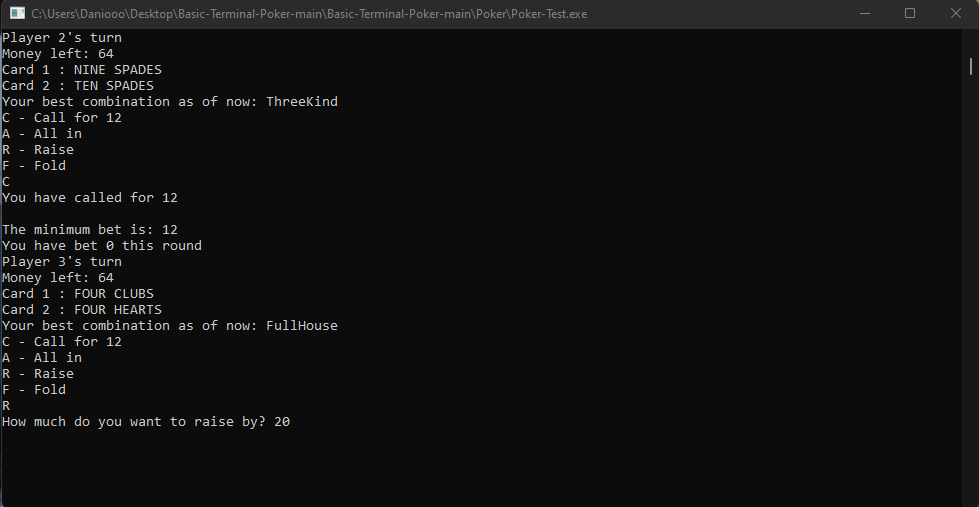 C:\Users\Daniooo\Desktop\Basic-Terminal-Poker-main\Basic-Terminal-Poker-main\Poker\Poker-Test.exe
Player 2's turn
Money left: 64
Card 1 : NINE SPADES
Card 2 : TEN SPADES
Your best combination as of now: ThreeKind
C - Call for 12
A - All in
R - Raise
F - Fold
C
You have called for 12

The minimum bet is: 12
You have bet 0 this round
Player 3's turn
Money left: 64
Card 1 : FOUR CLUBS
Card 2 : FOUR HEARTS
Your best combination as of now: FullHouse
C - Call for 12
A - All in
R - Raise
F - Fold
R
How much do you want to raise by? 20